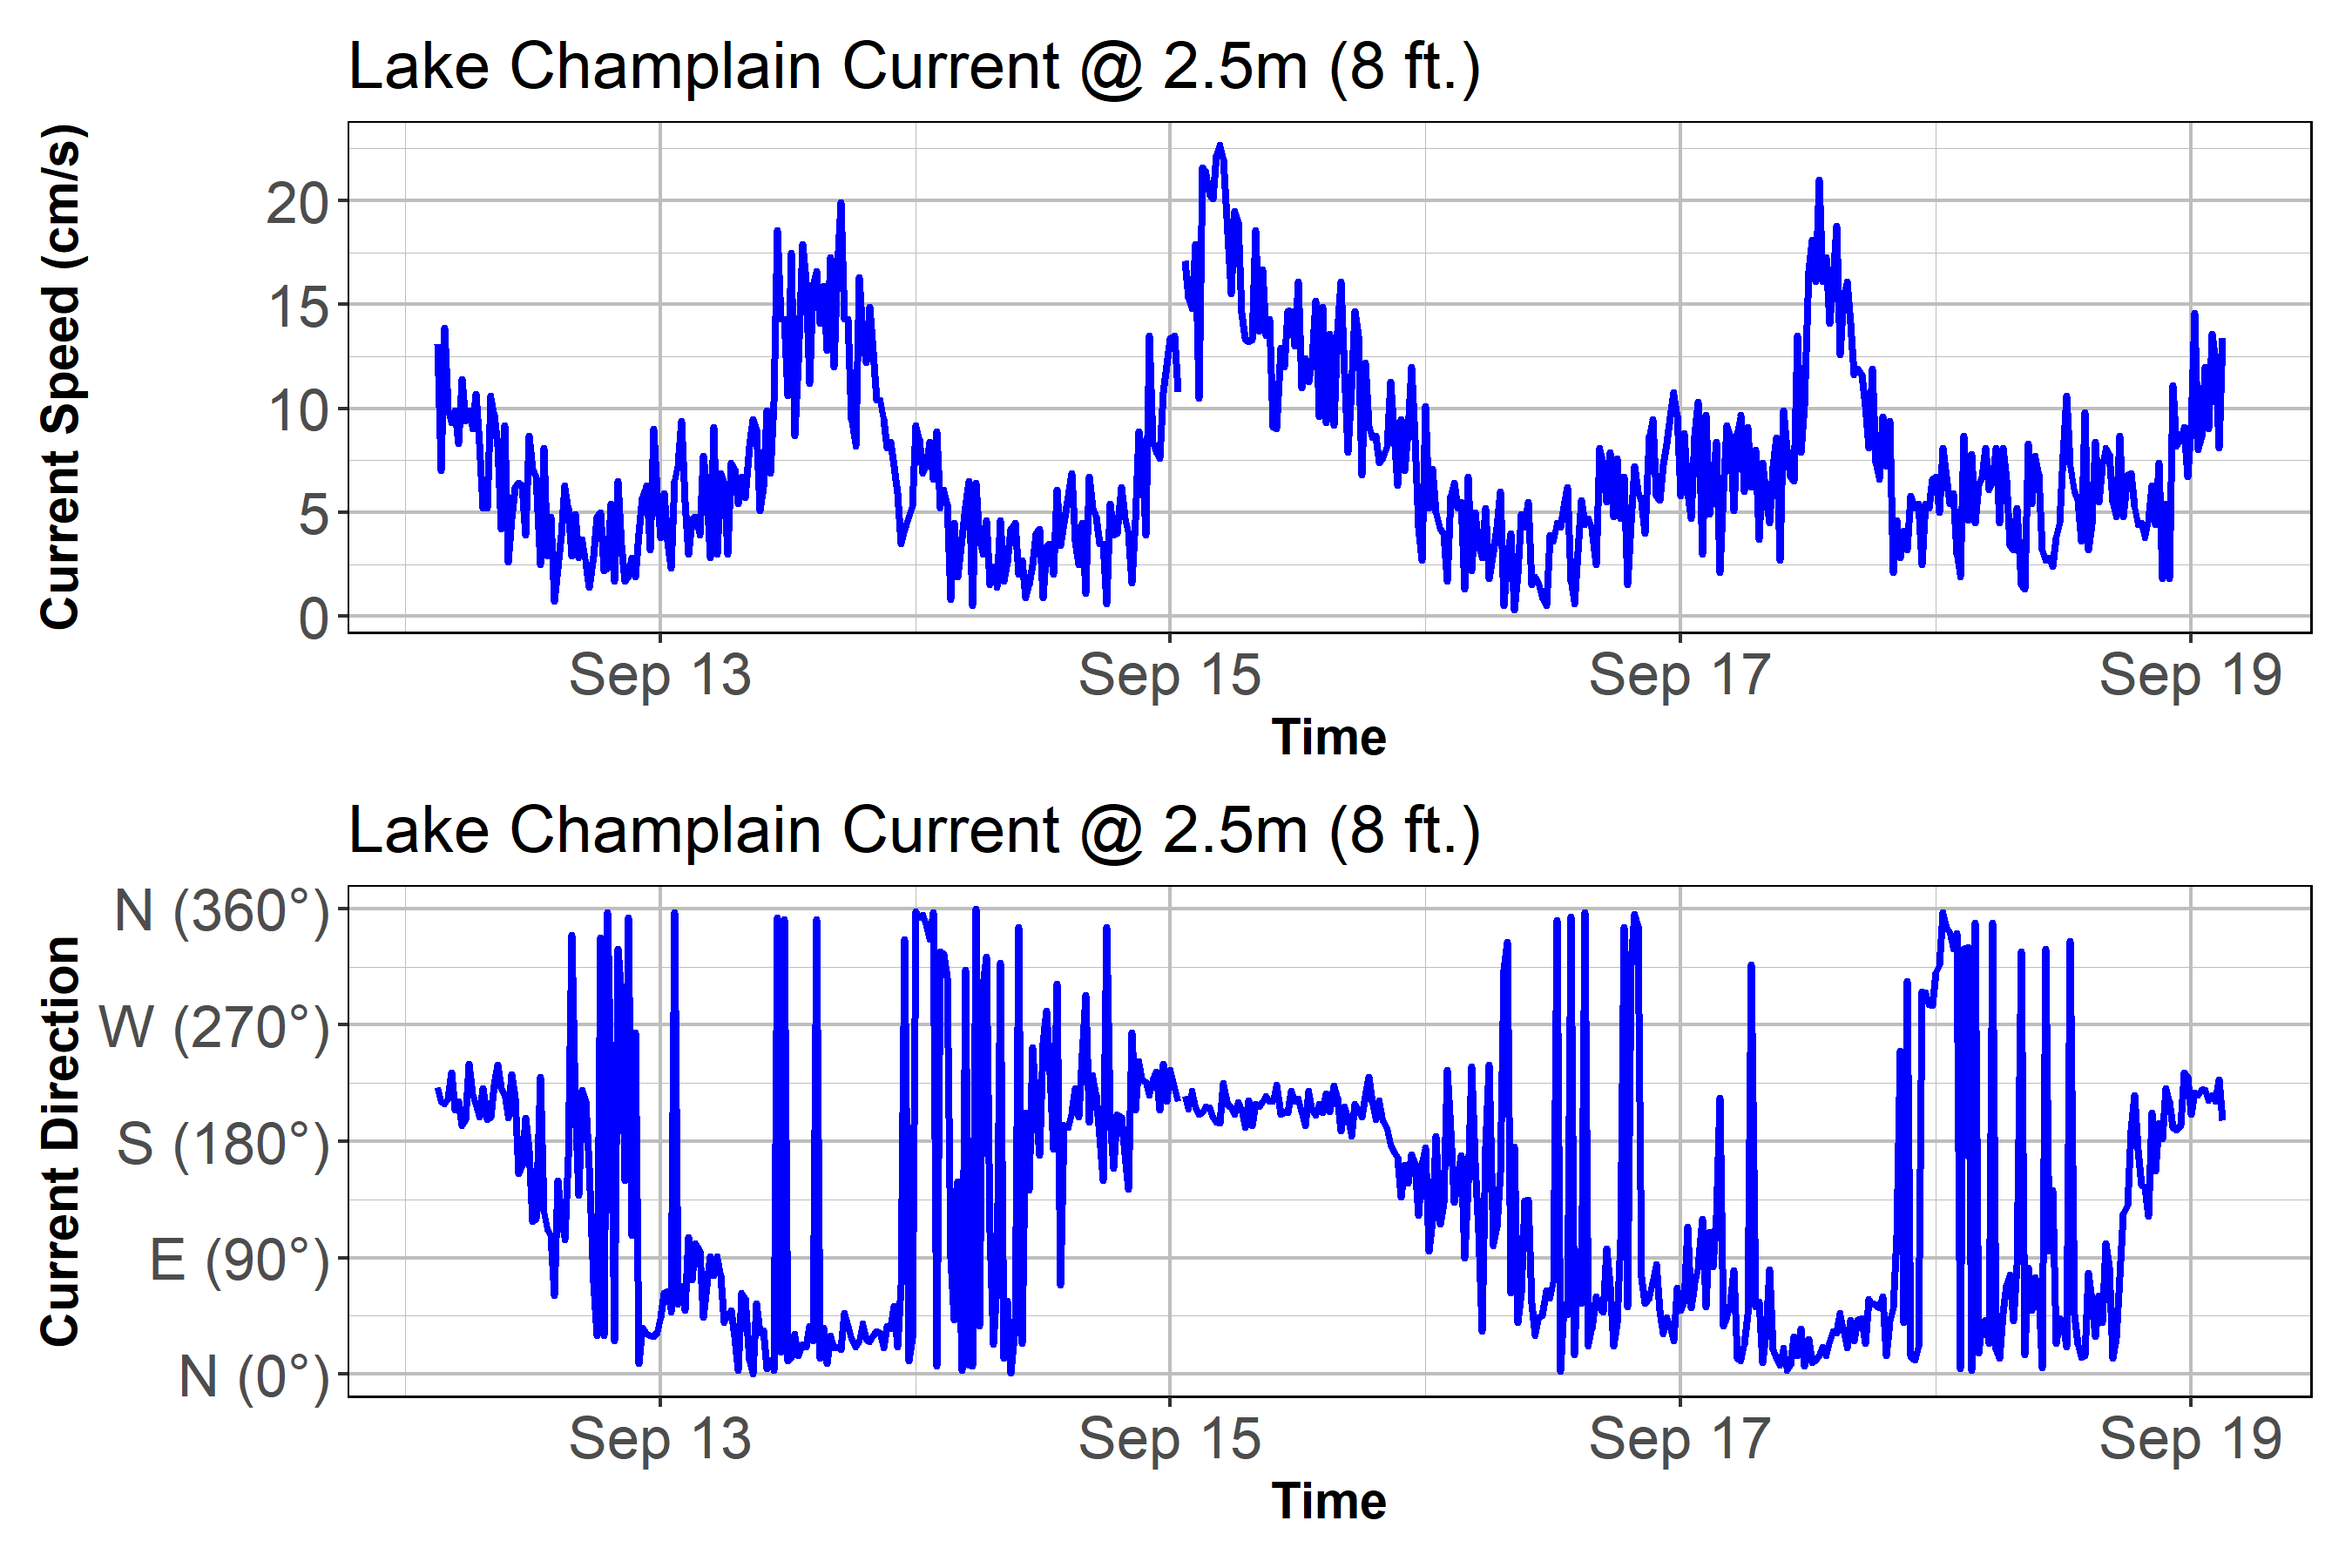 Lake Champlain Current @ 2.5m (8 ft.)
Current Speed (cm/s)
20
15
10
5
0
Sep 13 Sep 15 Sep 17 Sep 19
Time
Lake Champlain Current @ 2.5m (8 ft.)
Current Direction
N (360°)
W (270°)
S (180°)
E (90°)
N (0°)
Sep 13 Sep 15 Sep 17 Sep 19
Time